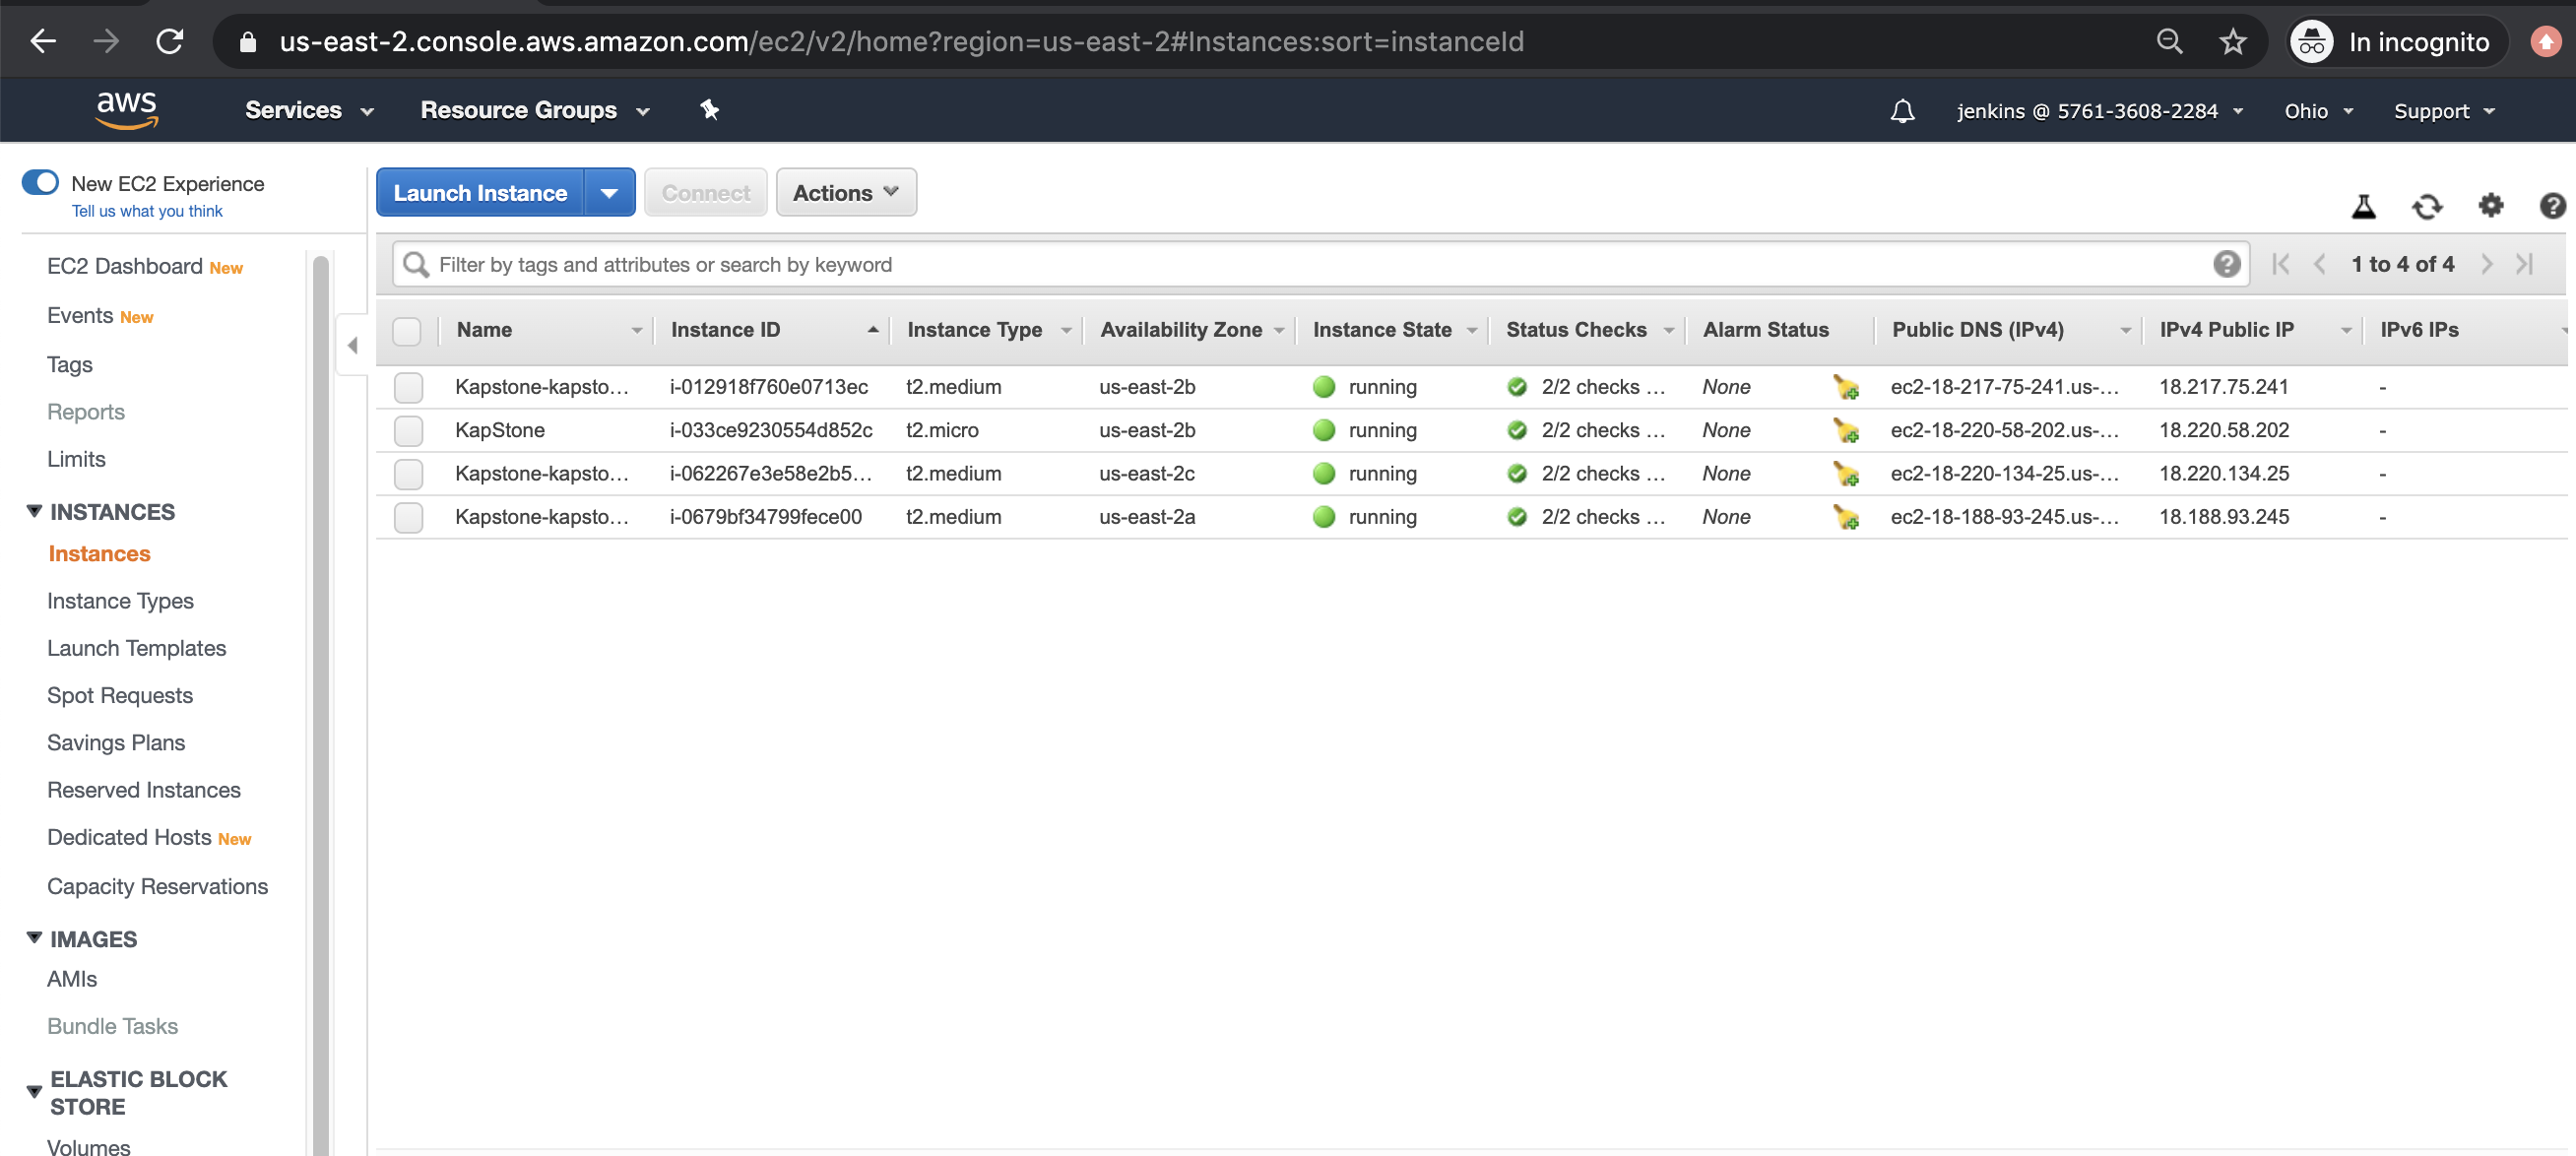 us-east-2.console.aws.amazon.com/ec2/v2/home?region=us-east-2#Instances:sort=instanceId
In incognito
aws
Services
Resource Groups
jenkins @ 5761-3608-2284
Ohio
Support
New EC2 Experience
Tell us what you think
EC2 Dashboard New
Events New
Tags
Reports
Limits
INSTANCES
Instances
Instance Types
Launch Templates
Spot Requests
Savings Plans
Reserved Instances
Dedicated Hosts New
Capacity Reservations
IMAGES
AMIs
Bundle Tasks
ELASTIC BLOCK
STORE
Volumes
Launch Instance
Connect
Actions
Filter by tags and attributes or search by keyword
1 to 4 of 4
Name Instance ID Instance Type Availability Zone Instance State Status Checks Alarm Status Public DNS (IPv4) IPv4 Public IP IPv6 IPs
Kapstone-kapsto... i-012918f760e0713ec t2.medium us-east-2b running 2/2 checks ... None ec2-18-217-75-241.us-... 18.217.75.241 -
KapStone i-033ce9230554d852c t2.micro us-east-2b running 2/2 checks ... None ec2-18-220-58-202.us-... 18.220.58.202 -
Kapstone-kapsto... i-062267e3e58e2b5... t2.medium us-east-2c running 2/2 checks ... None ec2-18-220-134-25.us-... 18.220.134.25 -
Kapstone-kapsto... i-0679bf34799fece00 t2.medium us-east-2a running 2/2 checks ... None ec2-18-188-93-245.us-... 18.188.93.245 -